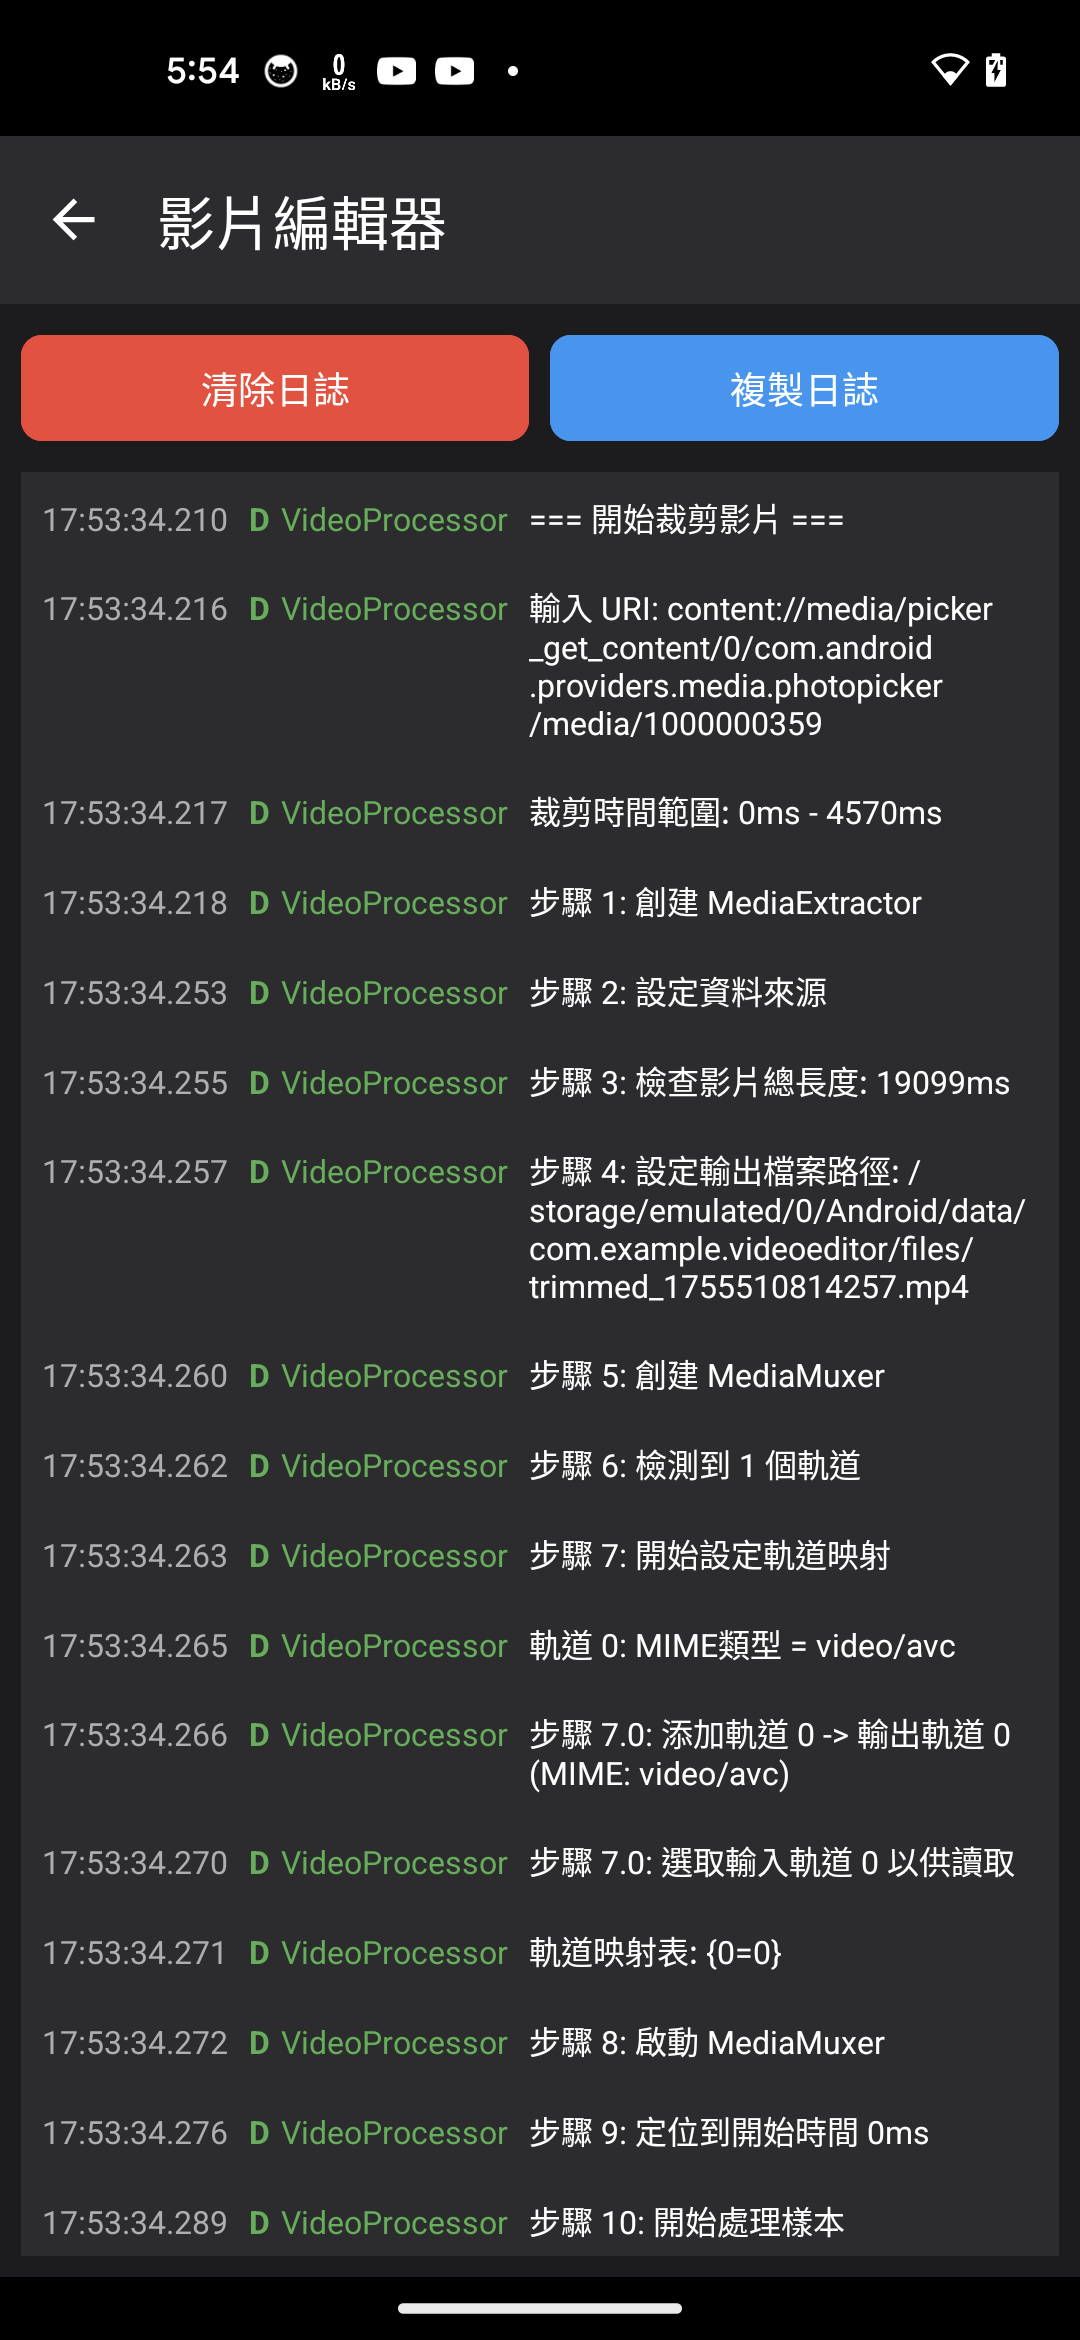 5:54 0 kB/s
影片編輯器
清除日誌 複製日誌
17:53:34.210 D VideoProcessor === 開始裁剪影片 ===
17:53:34.216 D VideoProcessor 輸入 URI: content://media/picker
_get_content/0/com.android
.providers.media.photopicker
/media/1000000359
17:53:34.217 D VideoProcessor 裁剪時間範圍: 0ms - 4570ms
17:53:34.218 D VideoProcessor 步驟 1: 創建 MediaExtractor
17:53:34.253 D VideoProcessor 步驟 2: 設定資料來源
17:53:34.255 D VideoProcessor 步驟 3: 檢查影片總長度: 19099ms
17:53:34.257 D VideoProcessor 步驟 4: 設定輸出檔案路徑: /
storage/emulated/0/Android/data/
com.example.videoeditor/files/
trimmed_1755510814257.mp4
17:53:34.260 D VideoProcessor 步驟 5: 創建 MediaMuxer
17:53:34.262 D VideoProcessor 步驟 6: 檢測到 1 個軌道
17:53:34.263 D VideoProcessor 步驟 7: 開始設定軌道映射
17:53:34.265 D VideoProcessor 軌道 0: MIME類型 = video/avc
17:53:34.266 D VideoProcessor 步驟 7.0: 添加軌道 0 -> 輸出軌道 0
(MIME: video/avc)
17:53:34.270 D VideoProcessor 步驟 7.0: 選取輸入軌道 0 以供讀取
17:53:34.271 D VideoProcessor 軌道映射表: {0=0}
17:53:34.272 D VideoProcessor 步驟 8: 啟動 MediaMuxer
17:53:34.276 D VideoProcessor 步驟 9: 定位到開始時間 0ms
17:53:34.289 D VideoProcessor 步驟 10: 開始處理樣本